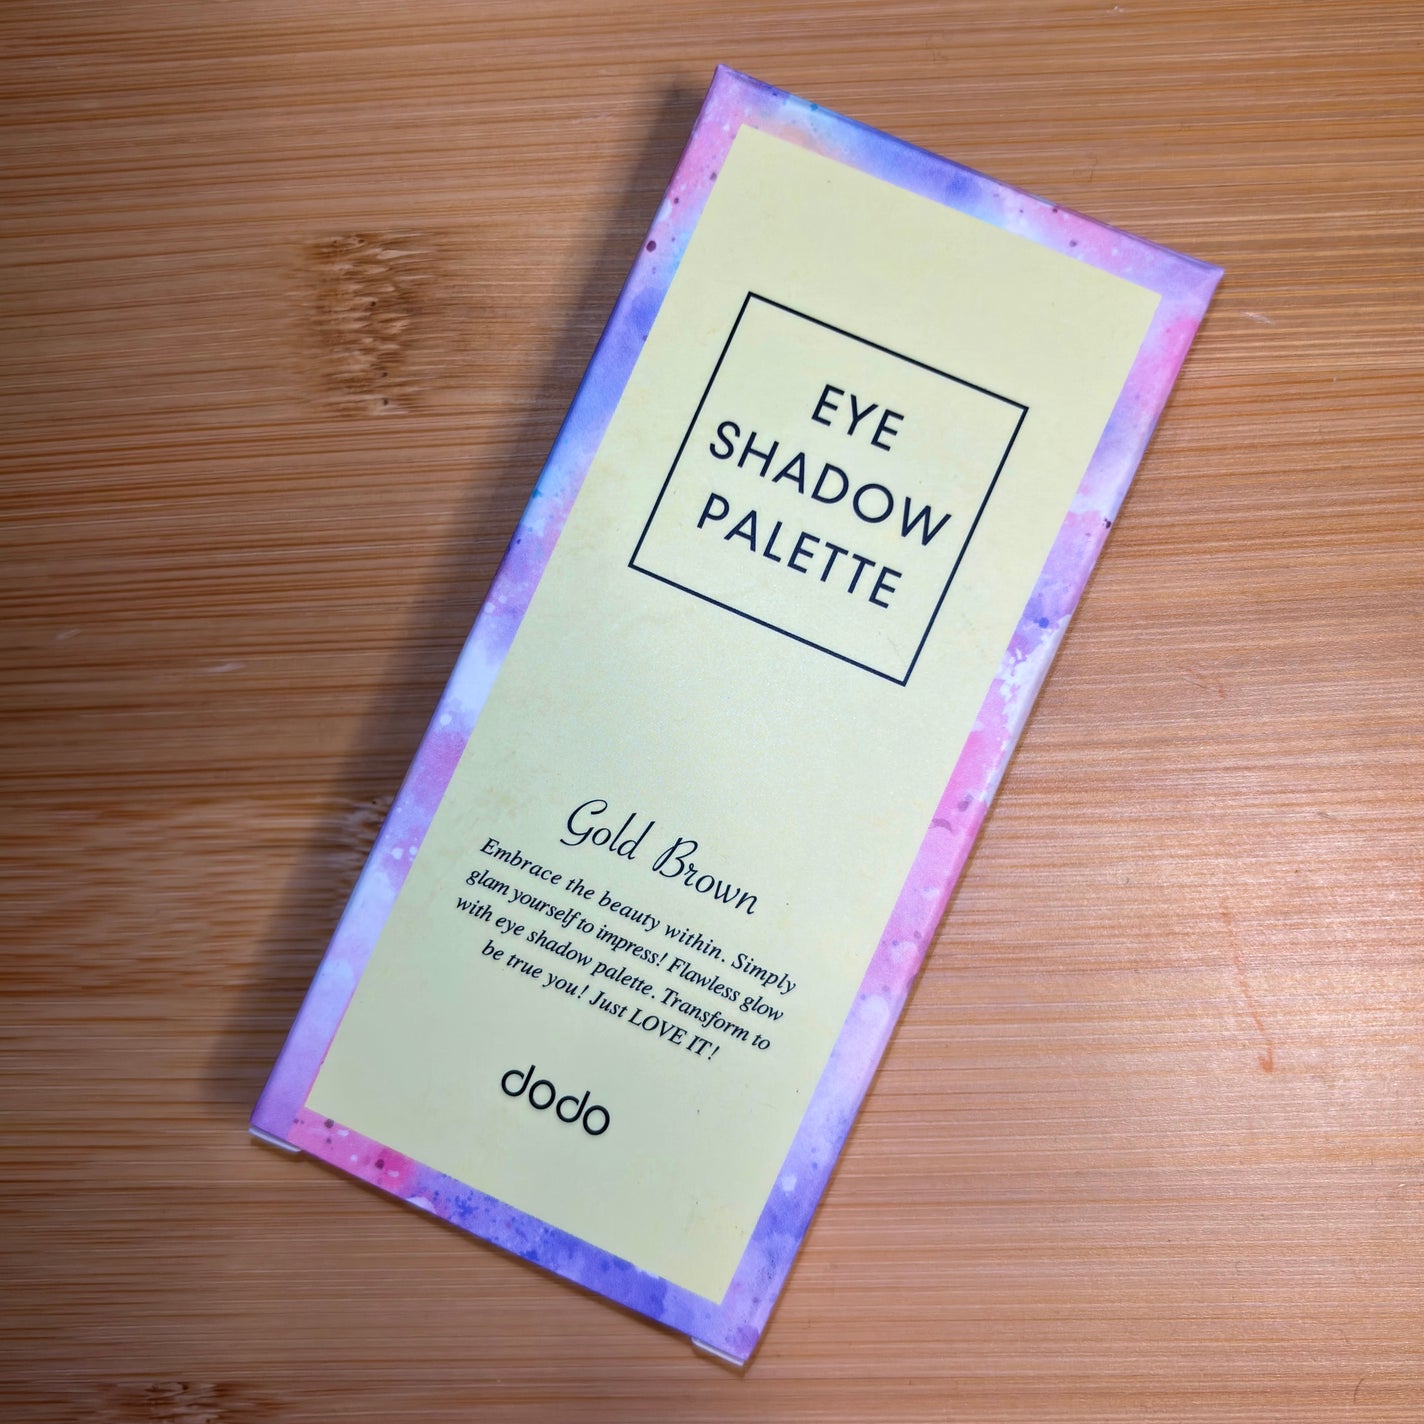 EYE
SHADOW
PALETTE
Gold Brown
Embrace the beauty within. Simply
glam yourself to impress! Flawless glow
with eye shadow palette. Transform to
be true you! Just LOVE IT!
dodo